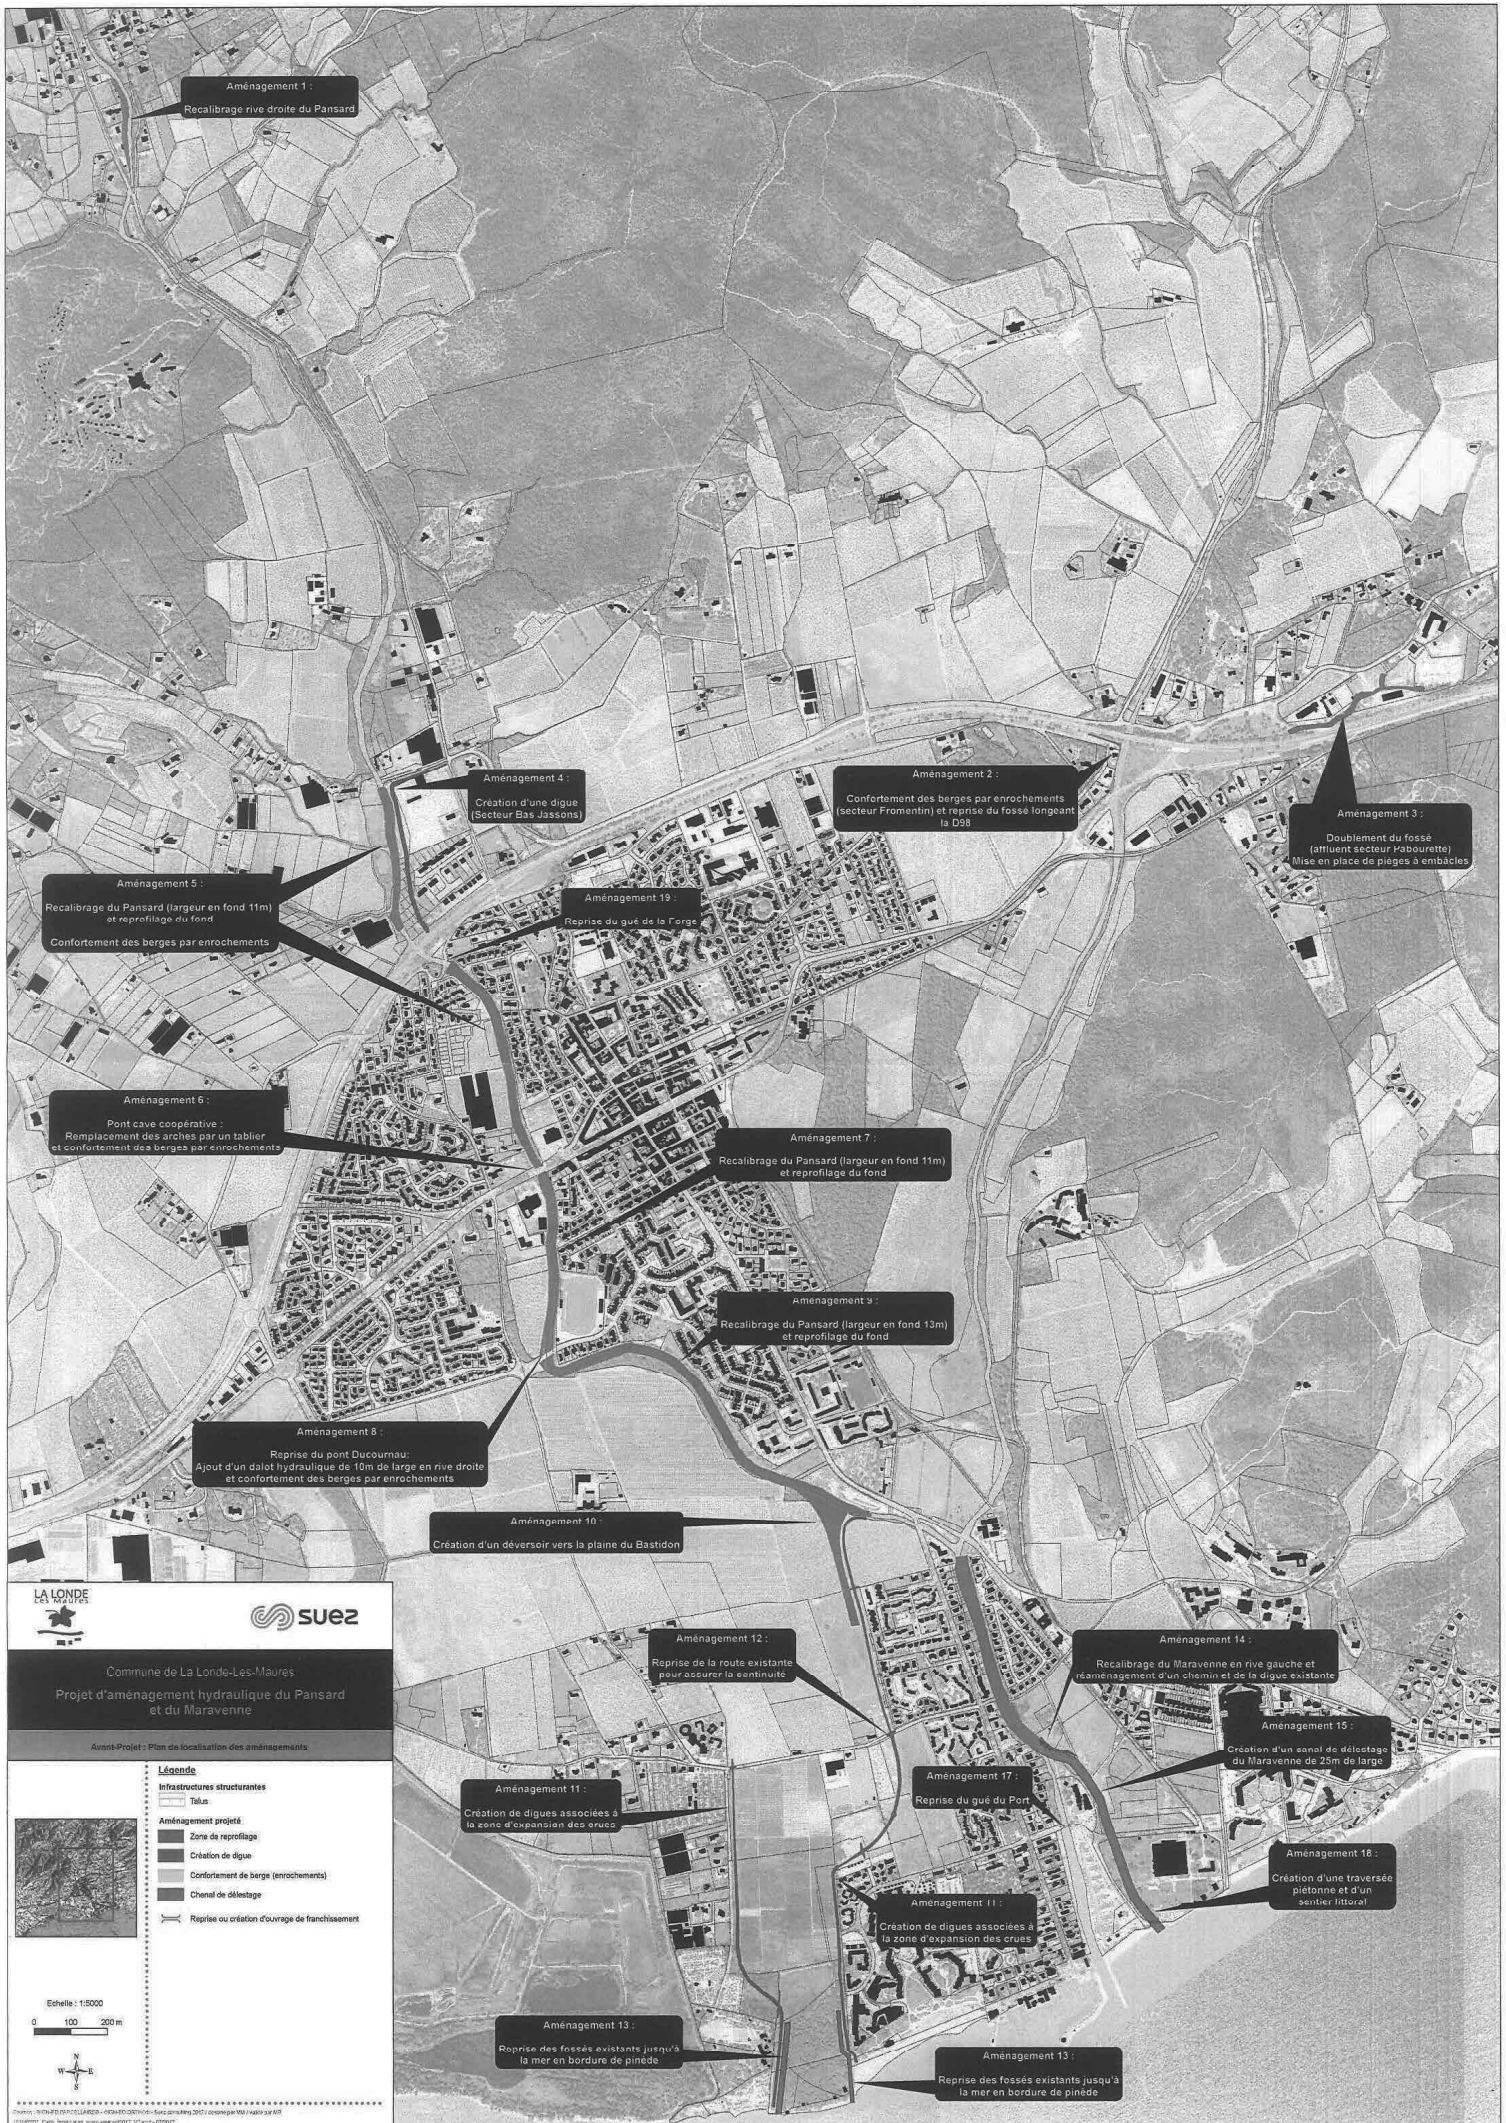 Aménagement 1 :
Recalibrage rive droite du Pansard
Aménagement 4 :
Création d'une digue
(Secteur Bas Jassons)
Aménagement 2 :
Confortement des berges par enrochements
(secteur Fromentin) et reprise du fossé longeant
la D98
Aménagement 3 :
Doublement du fossé
(affluent secteur Pabourette)
Mise en place de pièges à embâcles
Aménagement 5 :
Recalibrage du Pansard (largeur en fond 11m)
et reprofilage du fond
Confortement des berges par enrochements
Aménagement 19 :
Reprise du gué de la Forge
Aménagement 6 :
Pont cave coopérative :
Remplacement des arches par un tablier
et confortement des berges par enrochements
Aménagement 7 :
Recalibrage du Pansard (largeur en fond 11m)
et reprofilage du fond
Aménagement 9 :
Recalibrage du Pansard (largeur en fond 13m)
et reprofilage du fond
Aménagement 8 :
Reprise du pont Ducournau:
Ajout d'un dalot hydraulique de 10m de large en rive droite
et confortement des berges par enrochements
Aménagement 10 :
Création d'un déversoir vers la plaine du Bastidon
Aménagement 12 :
Reprise de la route existante
pour assurer la continuité
Aménagement 14 :
Recalibrage du Maravenne en rive gauche et
réaménagement d'un chemin et de la digue existante
Aménagement 15 :
Création d'un canal de délestage
du Maravenne de 25m de large
Aménagement 11 :
Création de digues associées à
la zone d'expansion des crues
Aménagement 17 :
Reprise du gué du Port
Aménagement 18 :
Création d'une traversée
piétonne et d'un
sentier littoral
Aménagement 11 :
Création de digues associées à
la zone d'expansion des crues
Aménagement 13 :
Reprise des fossés existants jusqu'à
la mer en bordure de pinède
Aménagement 13 :
Reprise des fossés existants jusqu'à
la mer en bordure de pinède
LA LONDE
Les Maures
suez
Commune de La Londe-Les-Maures
Projet d'aménagement hydraulique du Pansard
et du Maravenne
Avant-Projet : Plan de localisation des aménagements
Légende
Infrastructures structurantes
Talus
Aménagement projeté
Zone de reprofilage
Création de digue
Confortement de berge (enrochements)
Chenal de délestage
Reprise ou création d'ouvrage de franchissement
Echelle : 1:5000
0 100 200 m
N
W E
S